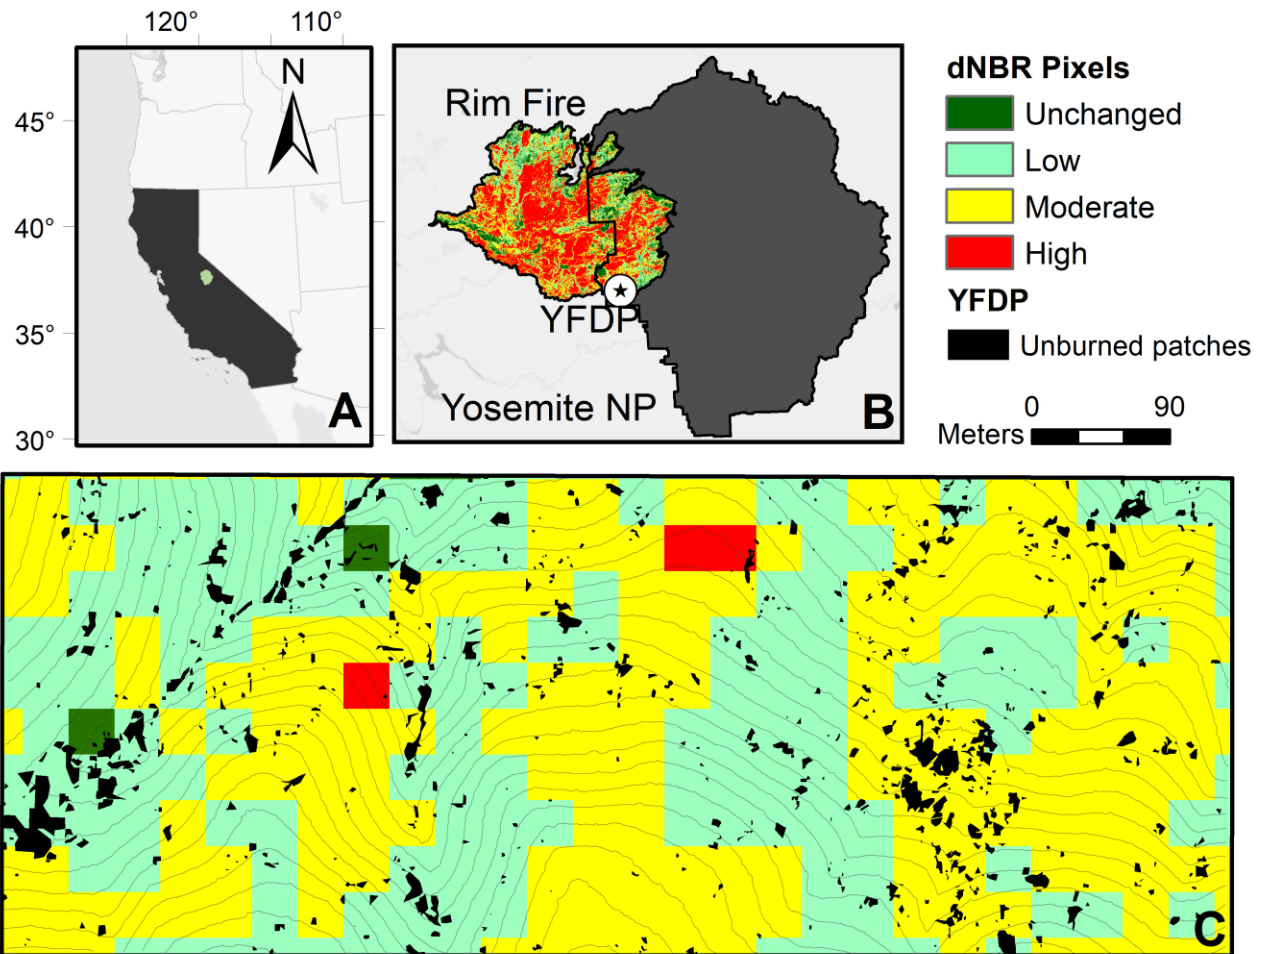 120° 110°
45°
40°
35°
30°
N
A
Rim Fire
YFDP
Yosemite NP
B
dNBR Pixels
Unchanged
Low
Moderate
High
YFDP
Unburned patches
0 90
Meters
C